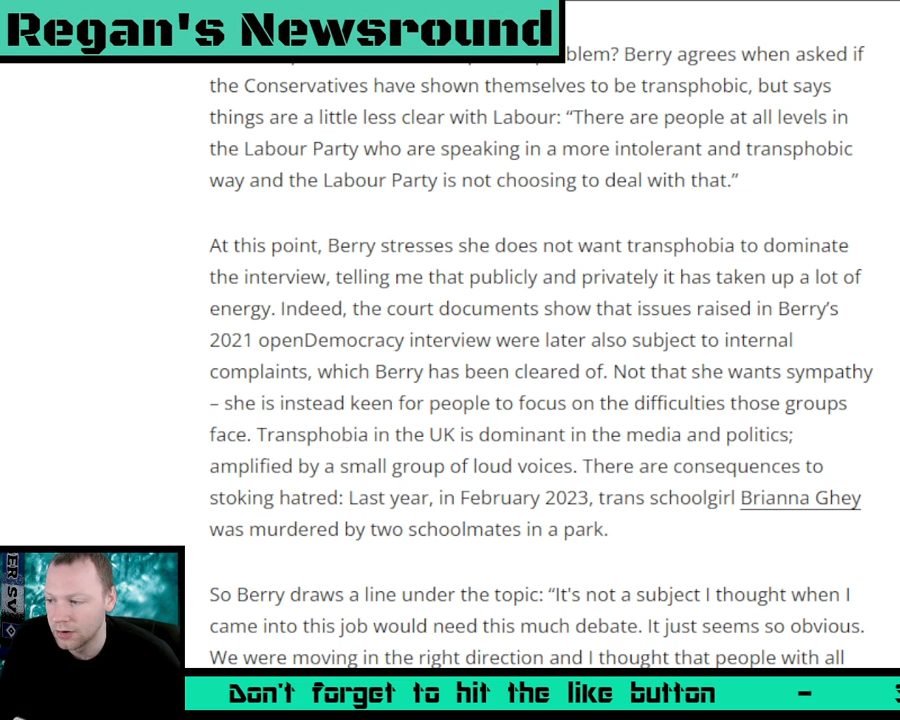 Regan's Newsround
blem? Berry agrees when asked if
the Conservatives have shown themselves to be transphobic, but says
things are a little less clear with Labour: “There are people at all levels in
the Labour Party who are speaking in a more intolerant and transphobic
way and the Labour Party is not choosing to deal with that.”
At this point, Berry stresses she does not want transphobia to dominate
the interview, telling me that publicly and privately it has taken up a lot of
energy. Indeed, the court documents show that issues raised in Berry’s
2021 openDemocracy interview were later also subject to internal
complaints, which Berry has been cleared of. Not that she wants sympathy
– she is instead keen for people to focus on the difficulties those groups
face. Transphobia in the UK is dominant in the media and politics;
amplified by a small group of loud voices. There are consequences to
stoking hatred: Last year, in February 2023, trans schoolgirl Brianna Ghey
was murdered by two schoolmates in a park.
So Berry draws a line under the topic: “It's not a subject I thought when I
came into this job would need this much debate. It just seems so obvious.
We were moving in the right direction and I thought that people with all
Don't forget to hit the like button -